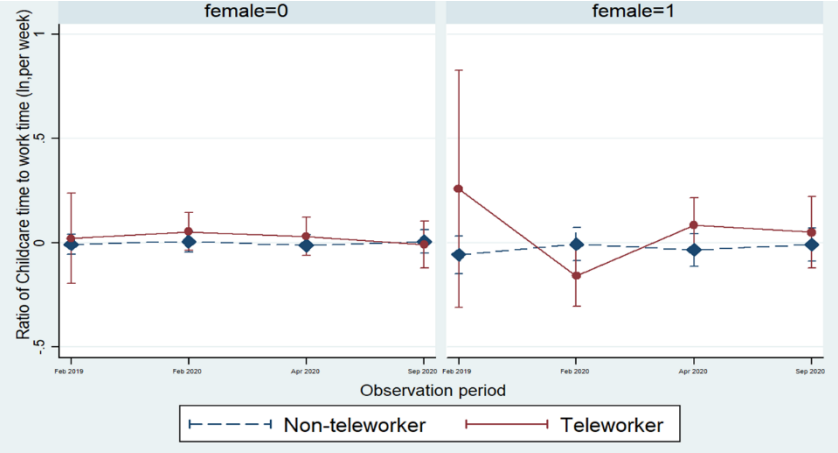 female=0
female=1
Ratio of Childcare time to work time (ln,per week)
1
.5
0
-.5
Feb 2019 Feb 2020 Apr 2020 Sep 2020
Feb 2019 Feb 2020 Apr 2020 Sep 2020
Observation period
Non-teleworker Teleworker